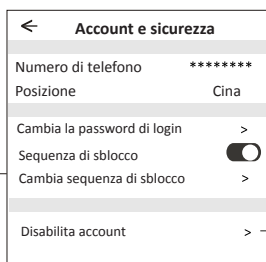 ← Account e sicurezza
Numero di telefono ********
Posizione Cina
Cambia la password di login >
Sequenza di sblocco
Cambia sequenza di sblocco >
Disabilita account >